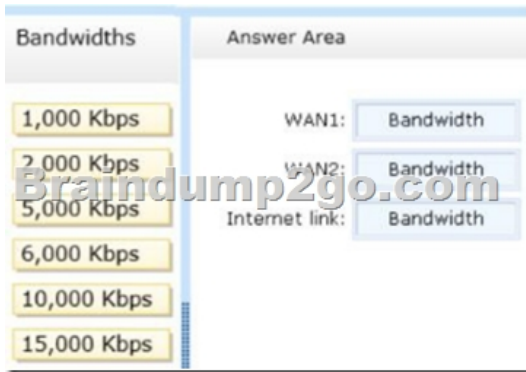 Bandwidths
Answer Area
1,000 Kbps
2,000 Kbps
5,000 Kbps
6,000 Kbps
10,000 Kbps
15,000 Kbps
WAN1: Bandwidth
WAN2: Bandwidth
Internet link: Bandwidth
Braindump2go.com